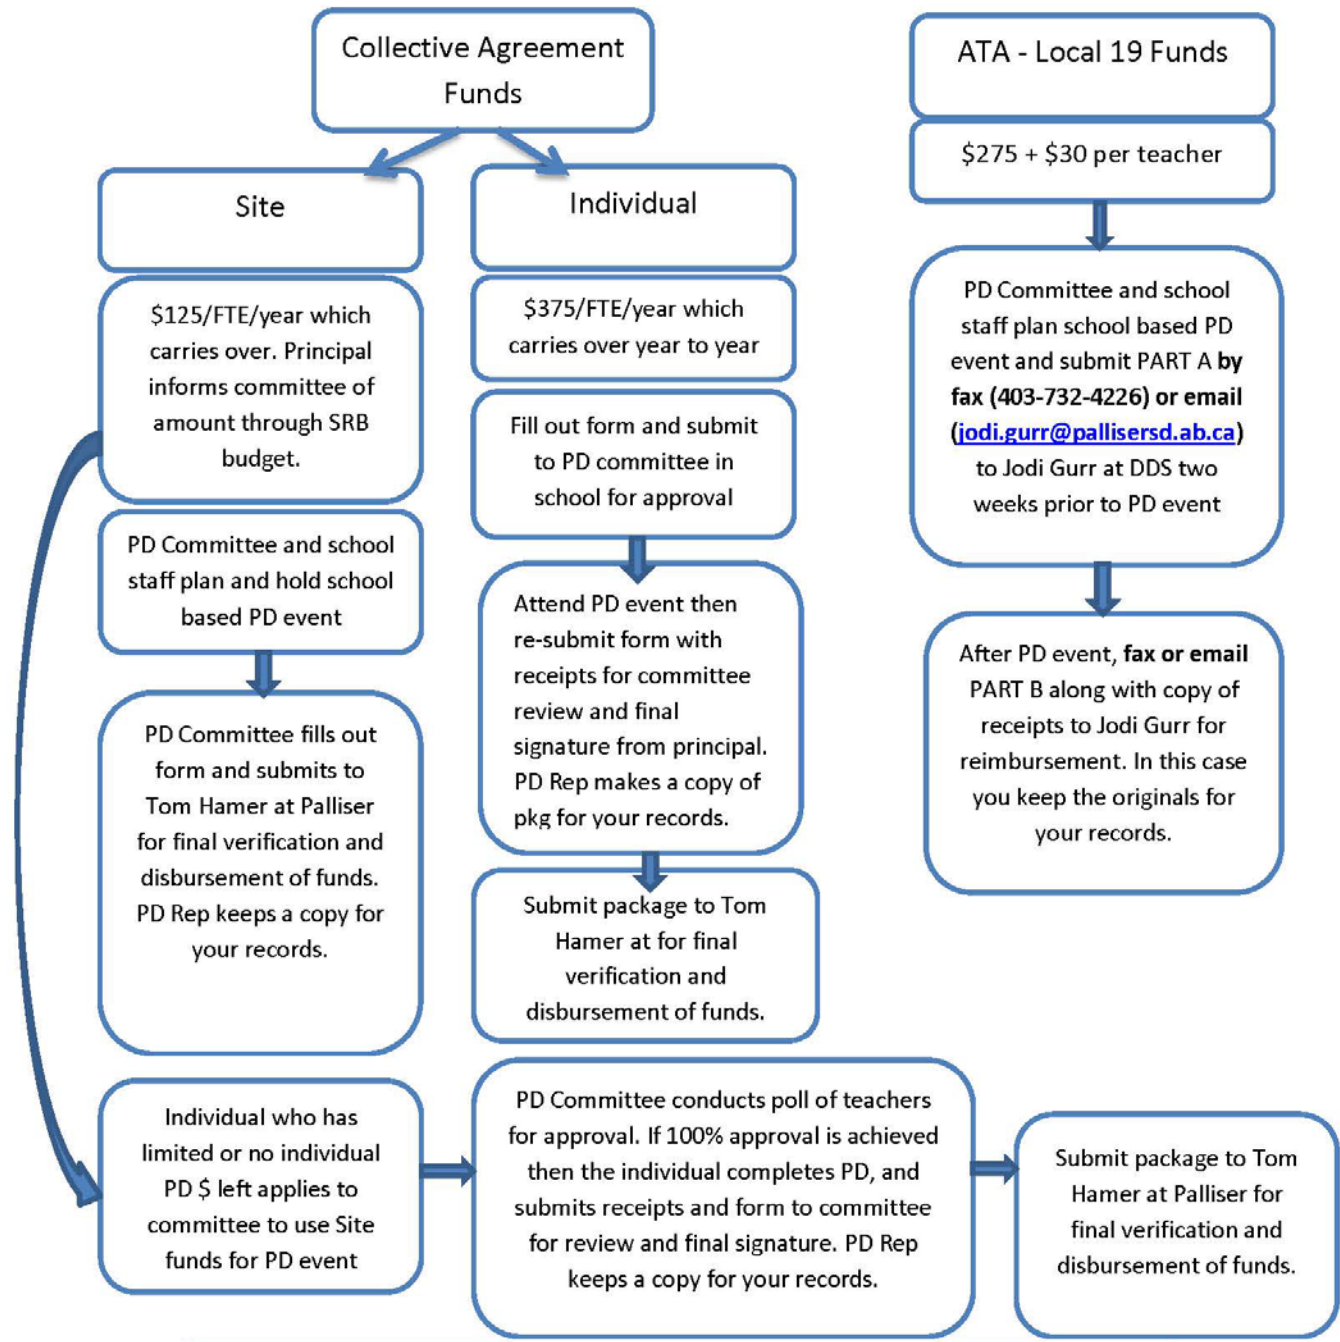 Collective Agreement
Funds
Site
$125/FTE/year which
carries over. Principal
informs committee of
amount through SRB
budget.
PD Committee and school
staff plan and hold school
based PD event
PD Committee fills out
form and submits to
Tom Hamer at Palliser
for final verification and
disbursement of funds.
PD Rep keeps a copy for
your records.
Individual
$375/FTE/year which
carries over year to year
Fill out form and submit
to PD committee in
school for approval
Attend PD event then
re-submit form with
receipts for committee
review and final
signature from principal.
PD Rep makes a copy of
pkg for your records.
Submit package to Tom
Hamer at for final
verification and
disbursement of funds.
Individual who has
limited or no individual
PD $ left applies to
committee to use Site
funds for PD event
PD Committee conducts poll of teachers
for approval. If 100% approval is achieved
then the individual completes PD, and
submits receipts and form to committee
for review and final signature. PD Rep
keeps a copy for your records.
Submit package to Tom
Hamer at Palliser for
final verification and
disbursement of funds.
ATA - Local 19 Funds
$275 + $30 per teacher
PD Committee and school
staff plan school based PD
event and submit PART A by
fax (403-732-4226) or email
(jodi.gurr@pallisersd.ab.ca)
to Jodi Gurr at DDS two
weeks prior to PD event
After PD event, fax or email
PART B along with copy of
receipts to Jodi Gurr for
reimbursement. In this case
you keep the originals for
your records.